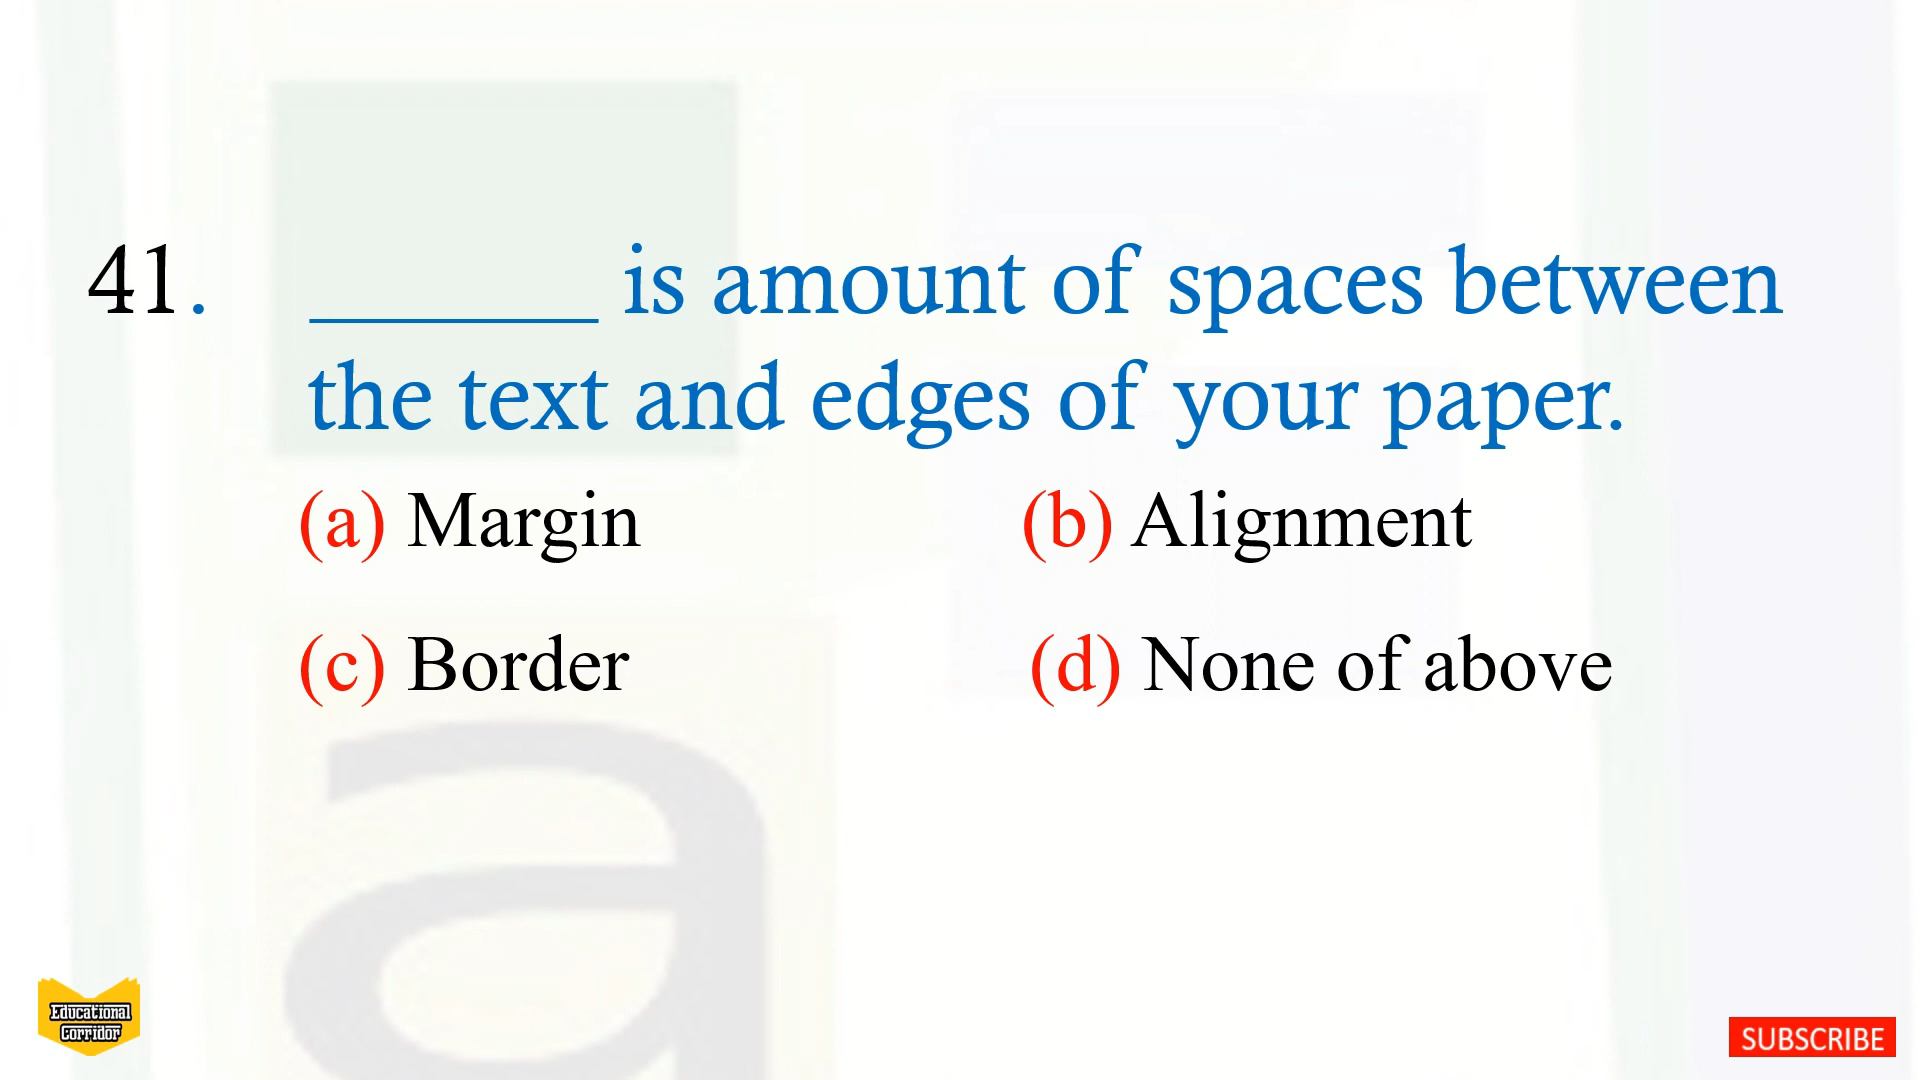 41. ______ is amount of spaces between
the text and edges of your paper.
(a) Margin (b) Alignment
(c) Border (d) None of above
a
Educational
Corridor
SUBSCRIBE